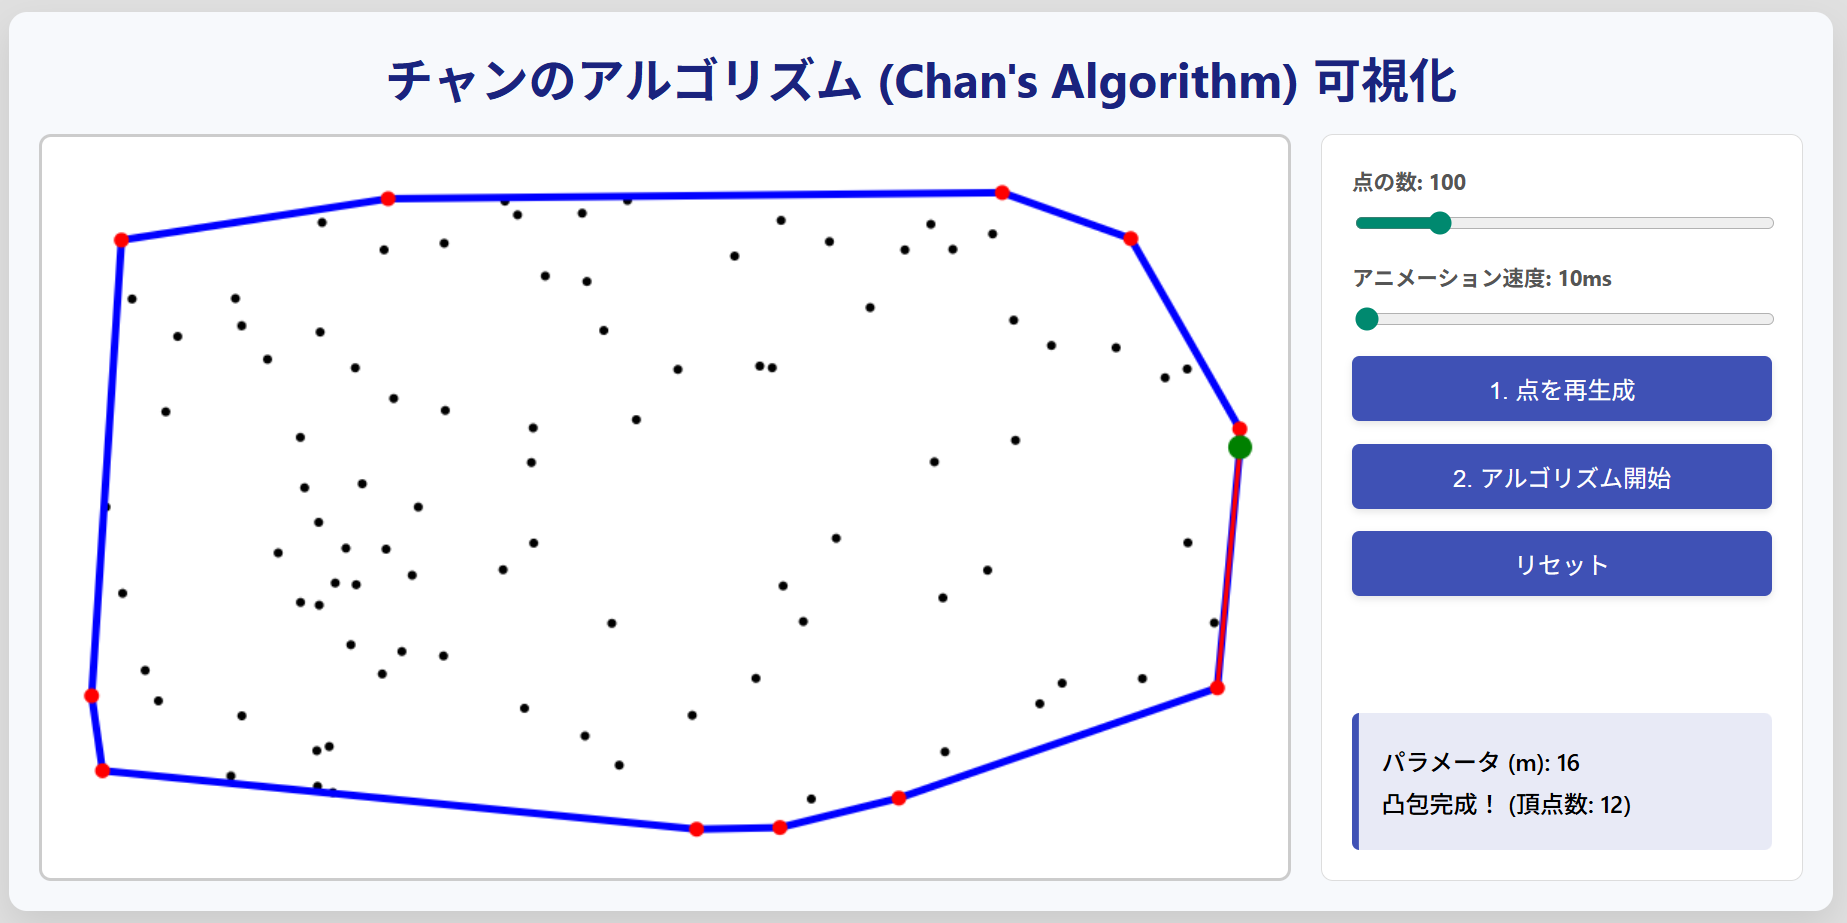 チャンのアルゴリズム (Chan's Algorithm) 可視化
点の数: 100
アニメーション速度: 10ms
1. 点を再生成
2. アルゴリズム開始
リセット
パラメータ (m): 16
凸包完成！ (頂点数: 12)